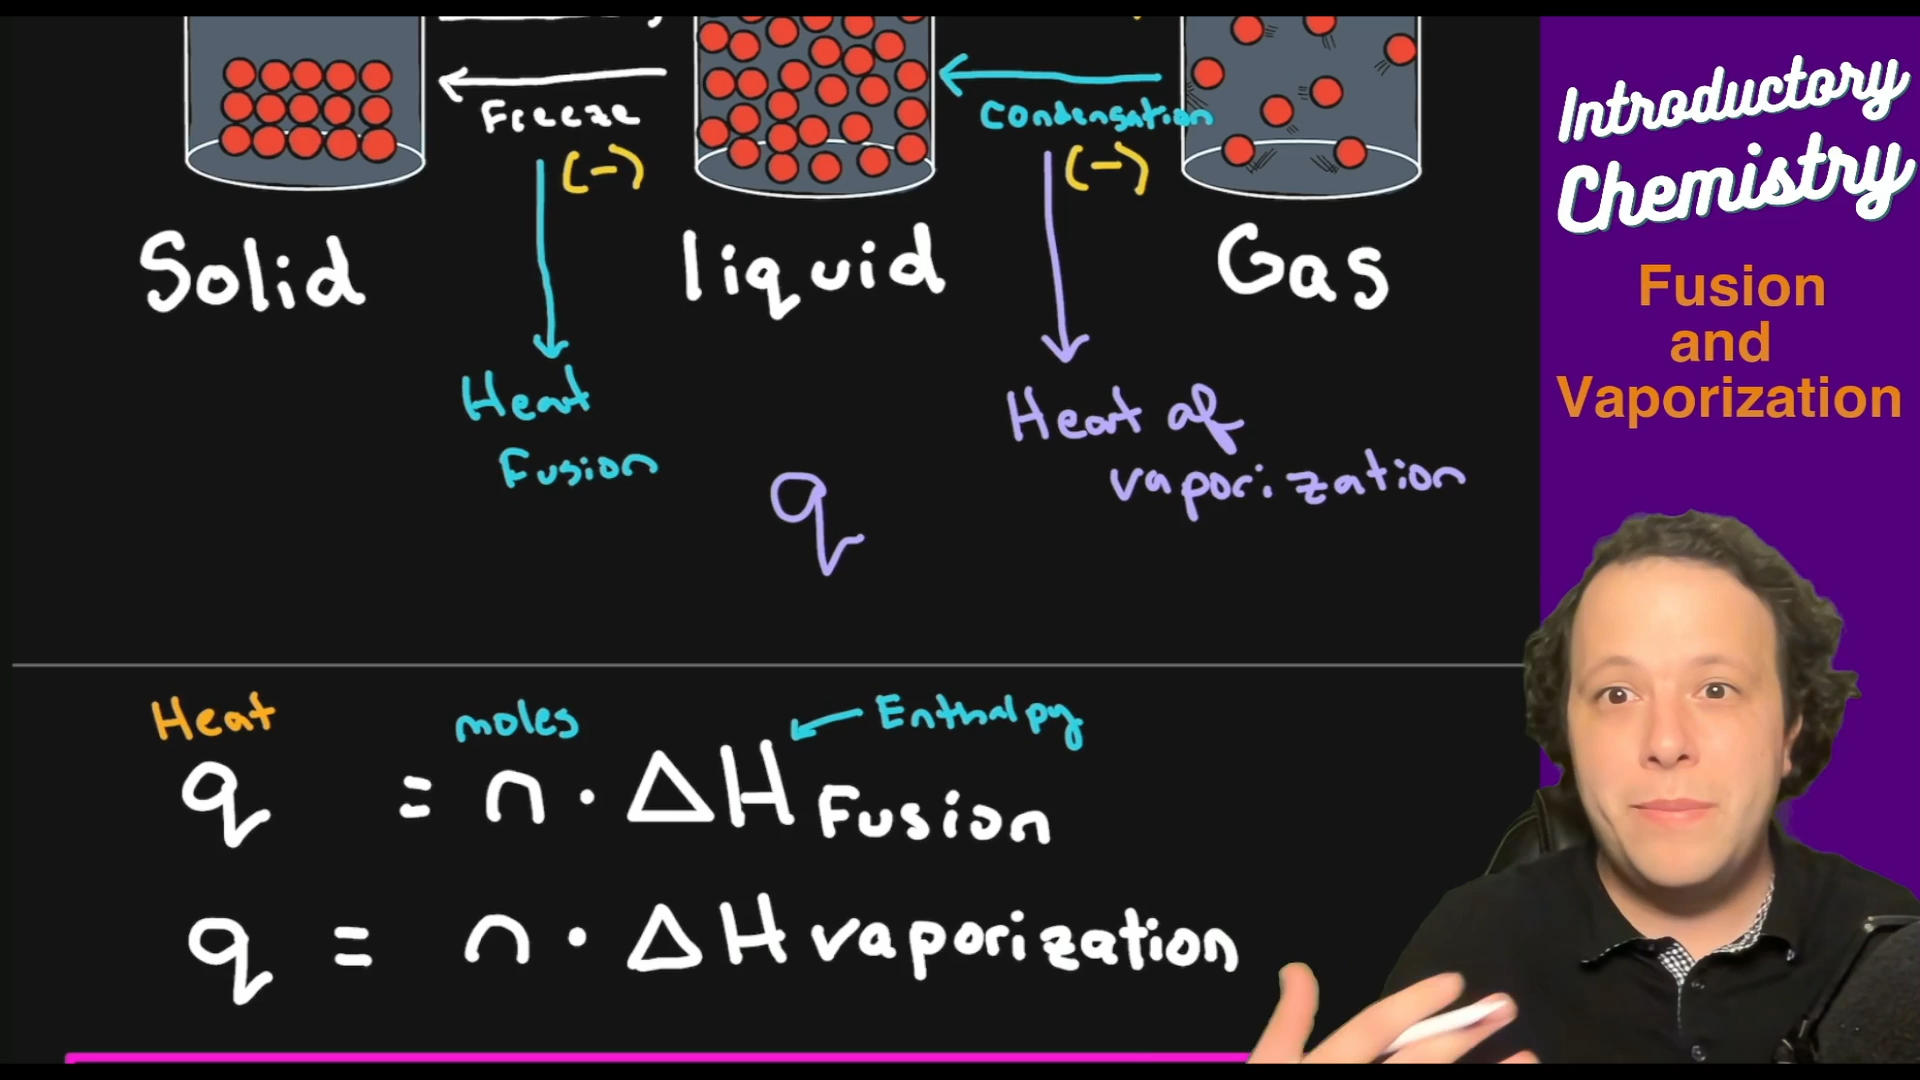 Freeze
(-)
Condensation
(-)
Solid
liquid
Gas
Heat
Fusion
Heat of
vaporization
q
Heat
moles
Enthalpy
q = n · ΔH Fusion
q = n · ΔH vaporization
Introductory
Chemistry
Fusion
and
Vaporization